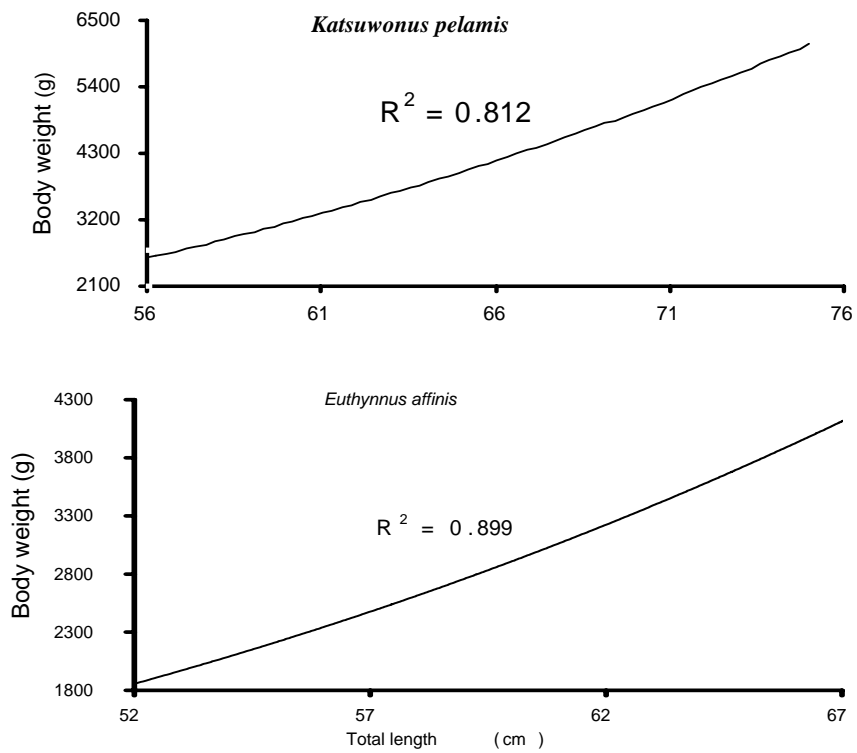 Katsuwonus pelamis
6500
5400
4300
3200
2100
Body weight (g)
R² = 0.812
56 61 66 71 76
Euthynnus affinis
4300
3800
3300
2800
2300
1800
Body weight (g)
R² = 0.899
52 57 62 67
Total length (cm)